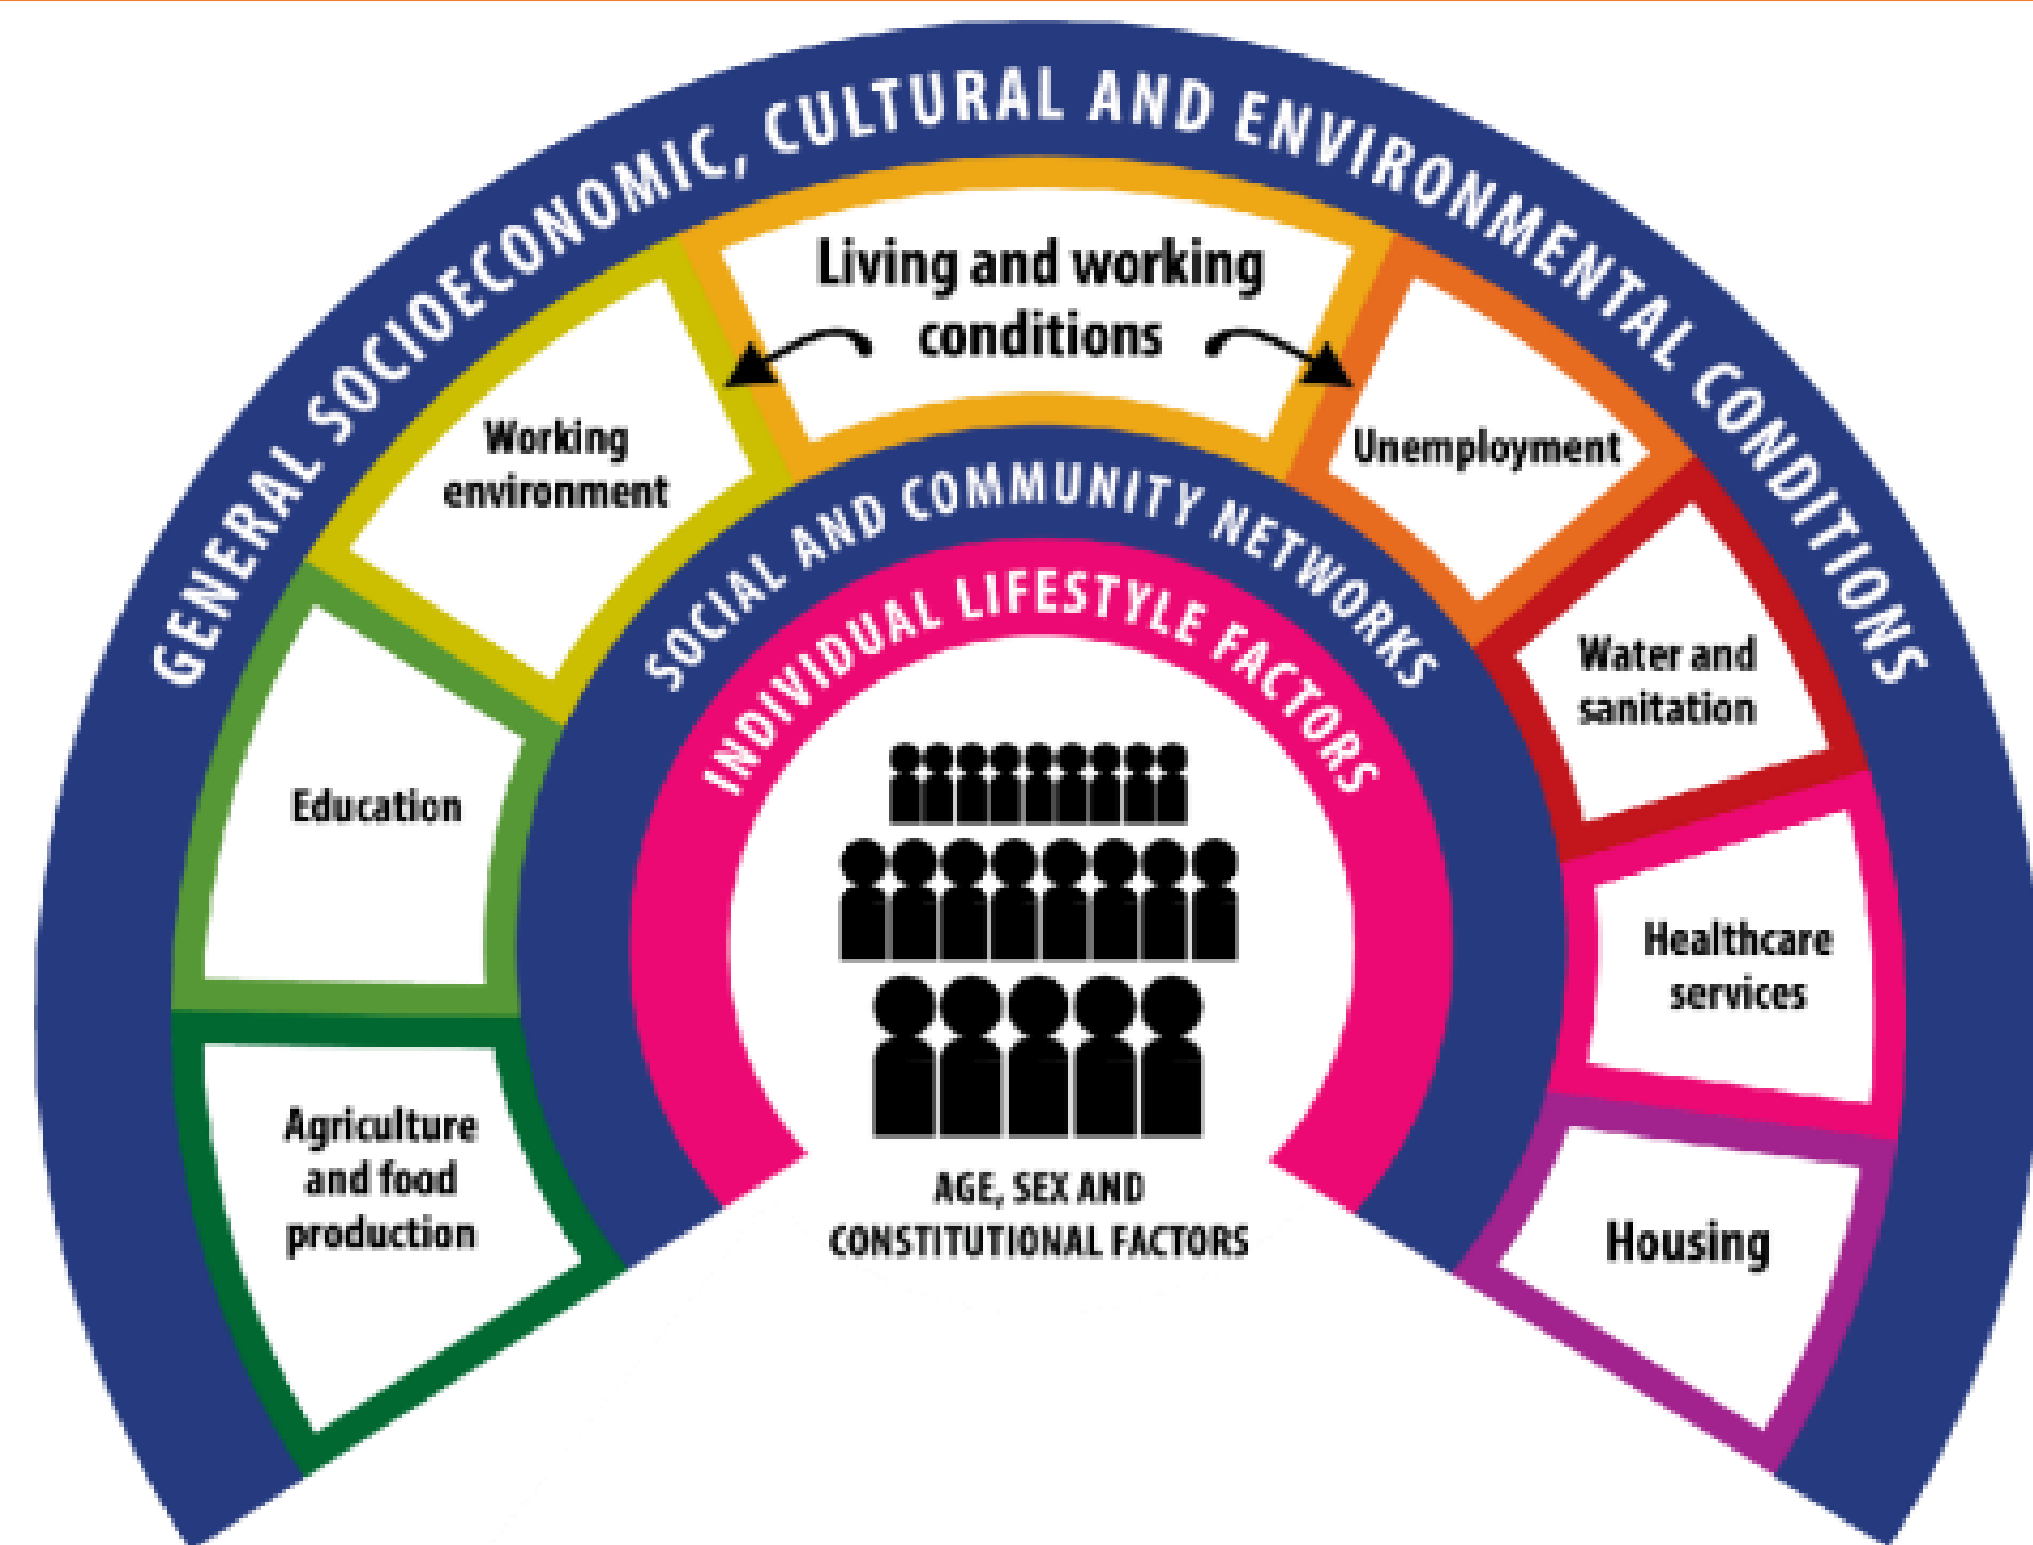 GENERAL SOCIOECONOMIC, CULTURAL AND ENVIRONMENTAL CONDITIONS
Living and working
conditions
Working
environment
Unemployment
Education
Water and
sanitation
Agriculture
and food
production
Healthcare
services
Housing
SOCIAL AND COMMUNITY NETWORKS
INDIVIDUAL LIFESTYLE FACTORS
AGE, SEX AND
CONSTITUTIONAL FACTORS